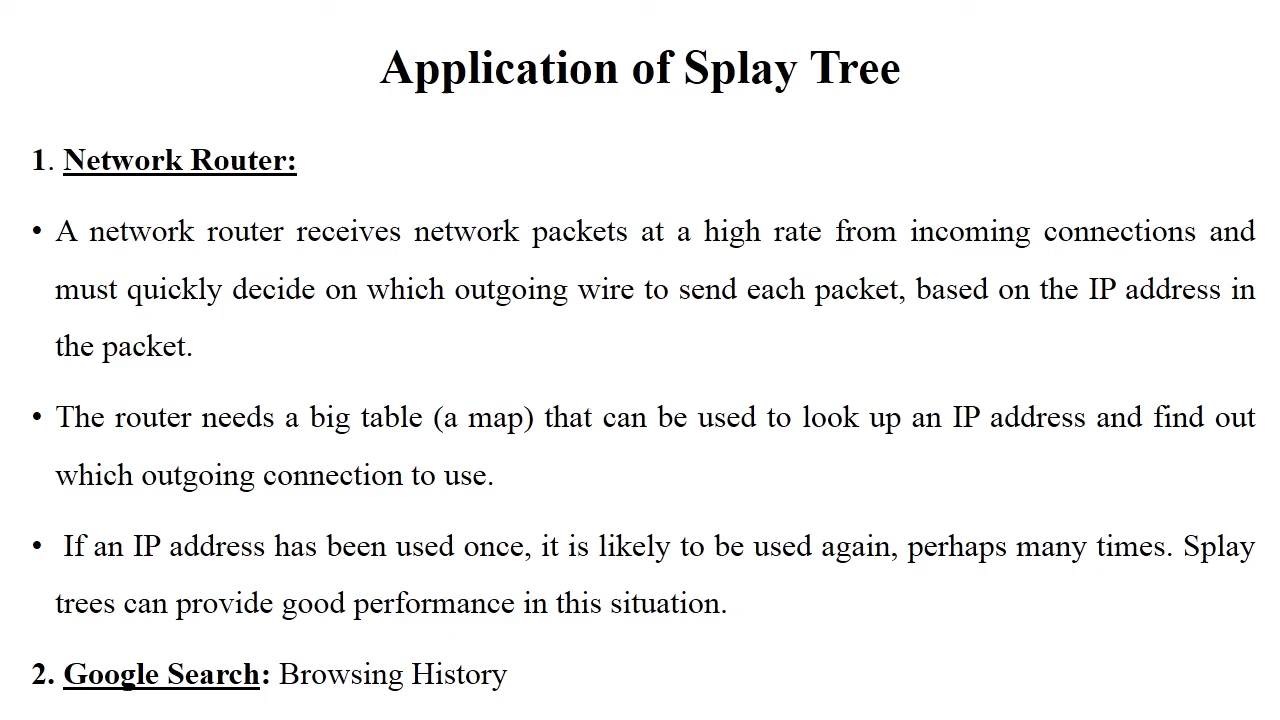 Application of Splay Tree
1. Network Router:
• A network router receives network packets at a high rate from incoming connections and
must quickly decide on which outgoing wire to send each packet, based on the IP address in
the packet.
• The router needs a big table (a map) that can be used to look up an IP address and find out
which outgoing connection to use.
• If an IP address has been used once, it is likely to be used again, perhaps many times. Splay
trees can provide good performance in this situation.
2. Google Search: Browsing History